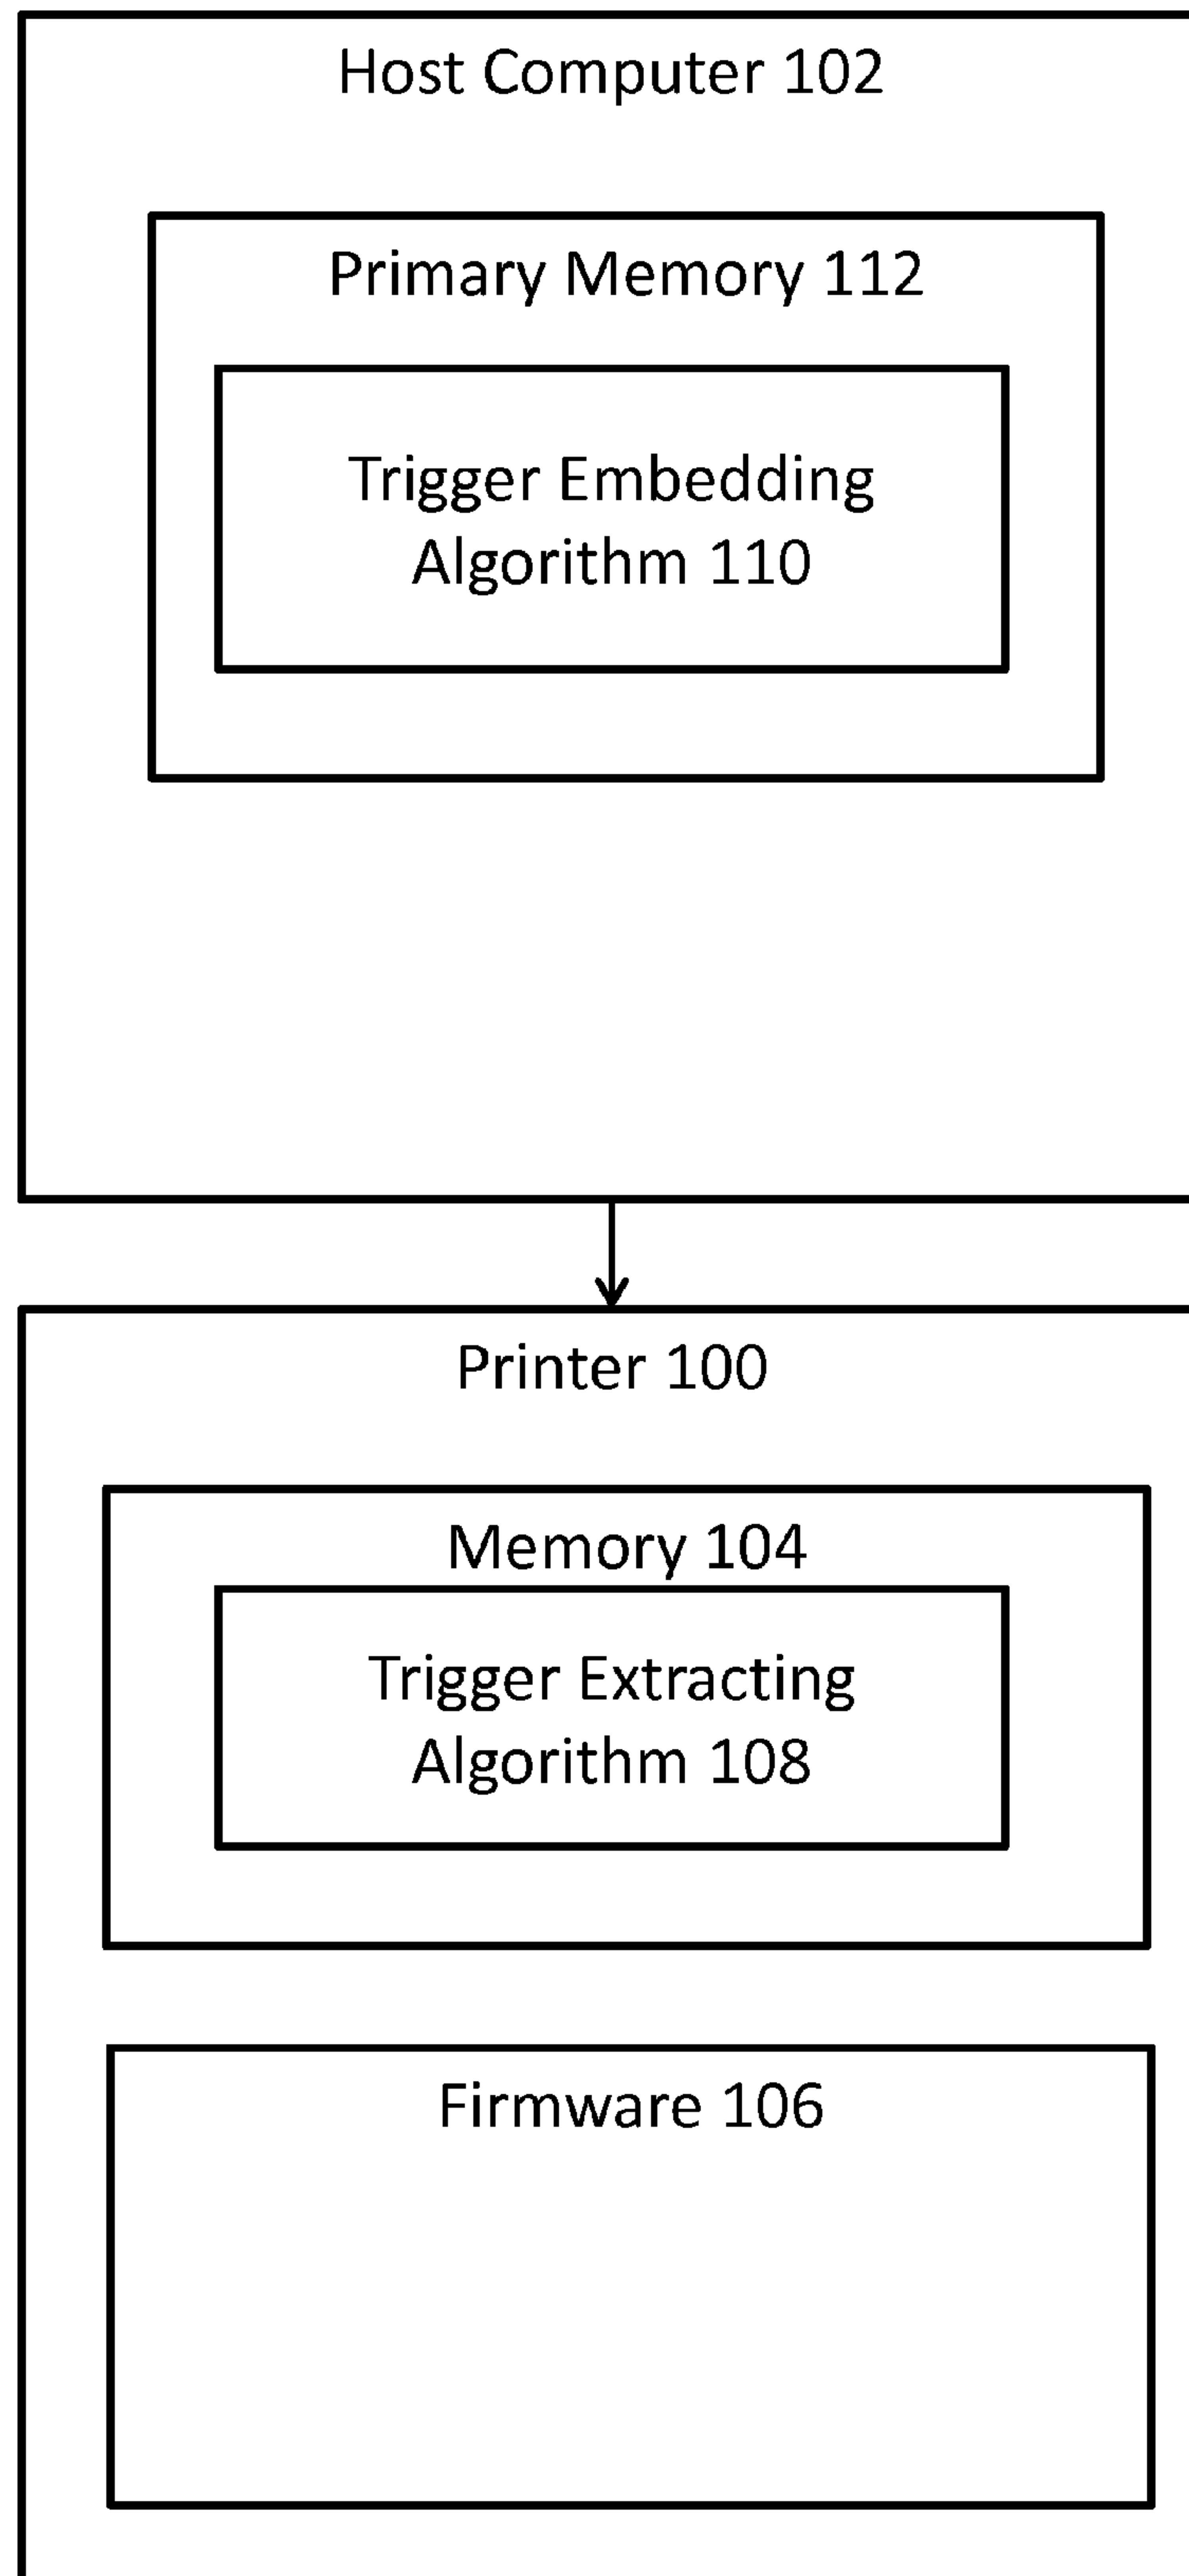 Host Computer 102
Primary Memory 112
Trigger Embedding
Algorithm 110
Printer 100
Memory 104
Trigger Extracting
Algorithm 108
Firmware 106